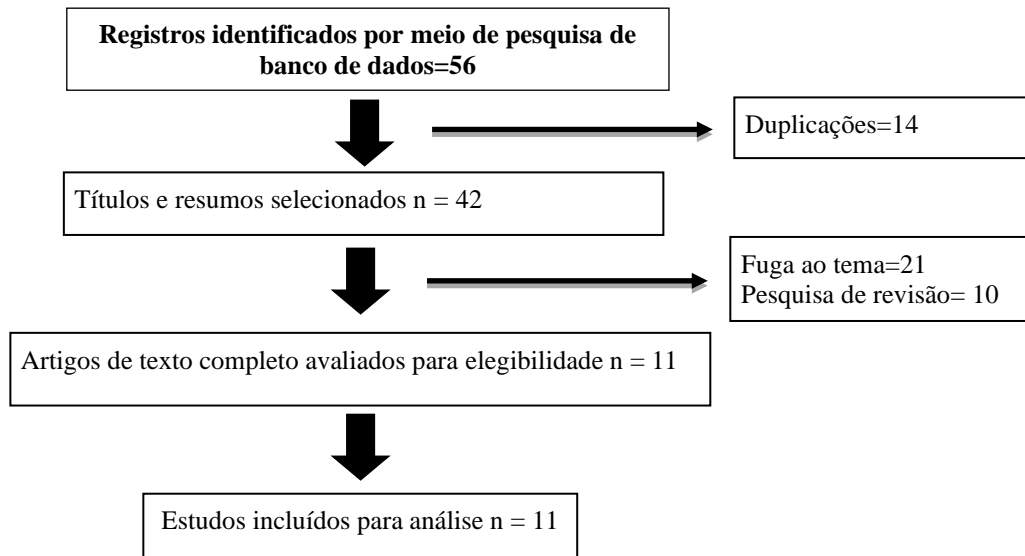 Registros identificados por meio de pesquisa de
banco de dados=56
Duplicações=14
Títulos e resumos selecionados n = 42
Fuga ao tema=21
Pesquisa de revisão= 10
Artigos de texto completo avaliados para elegibilidade n = 11
Estudos incluídos para análise n = 11